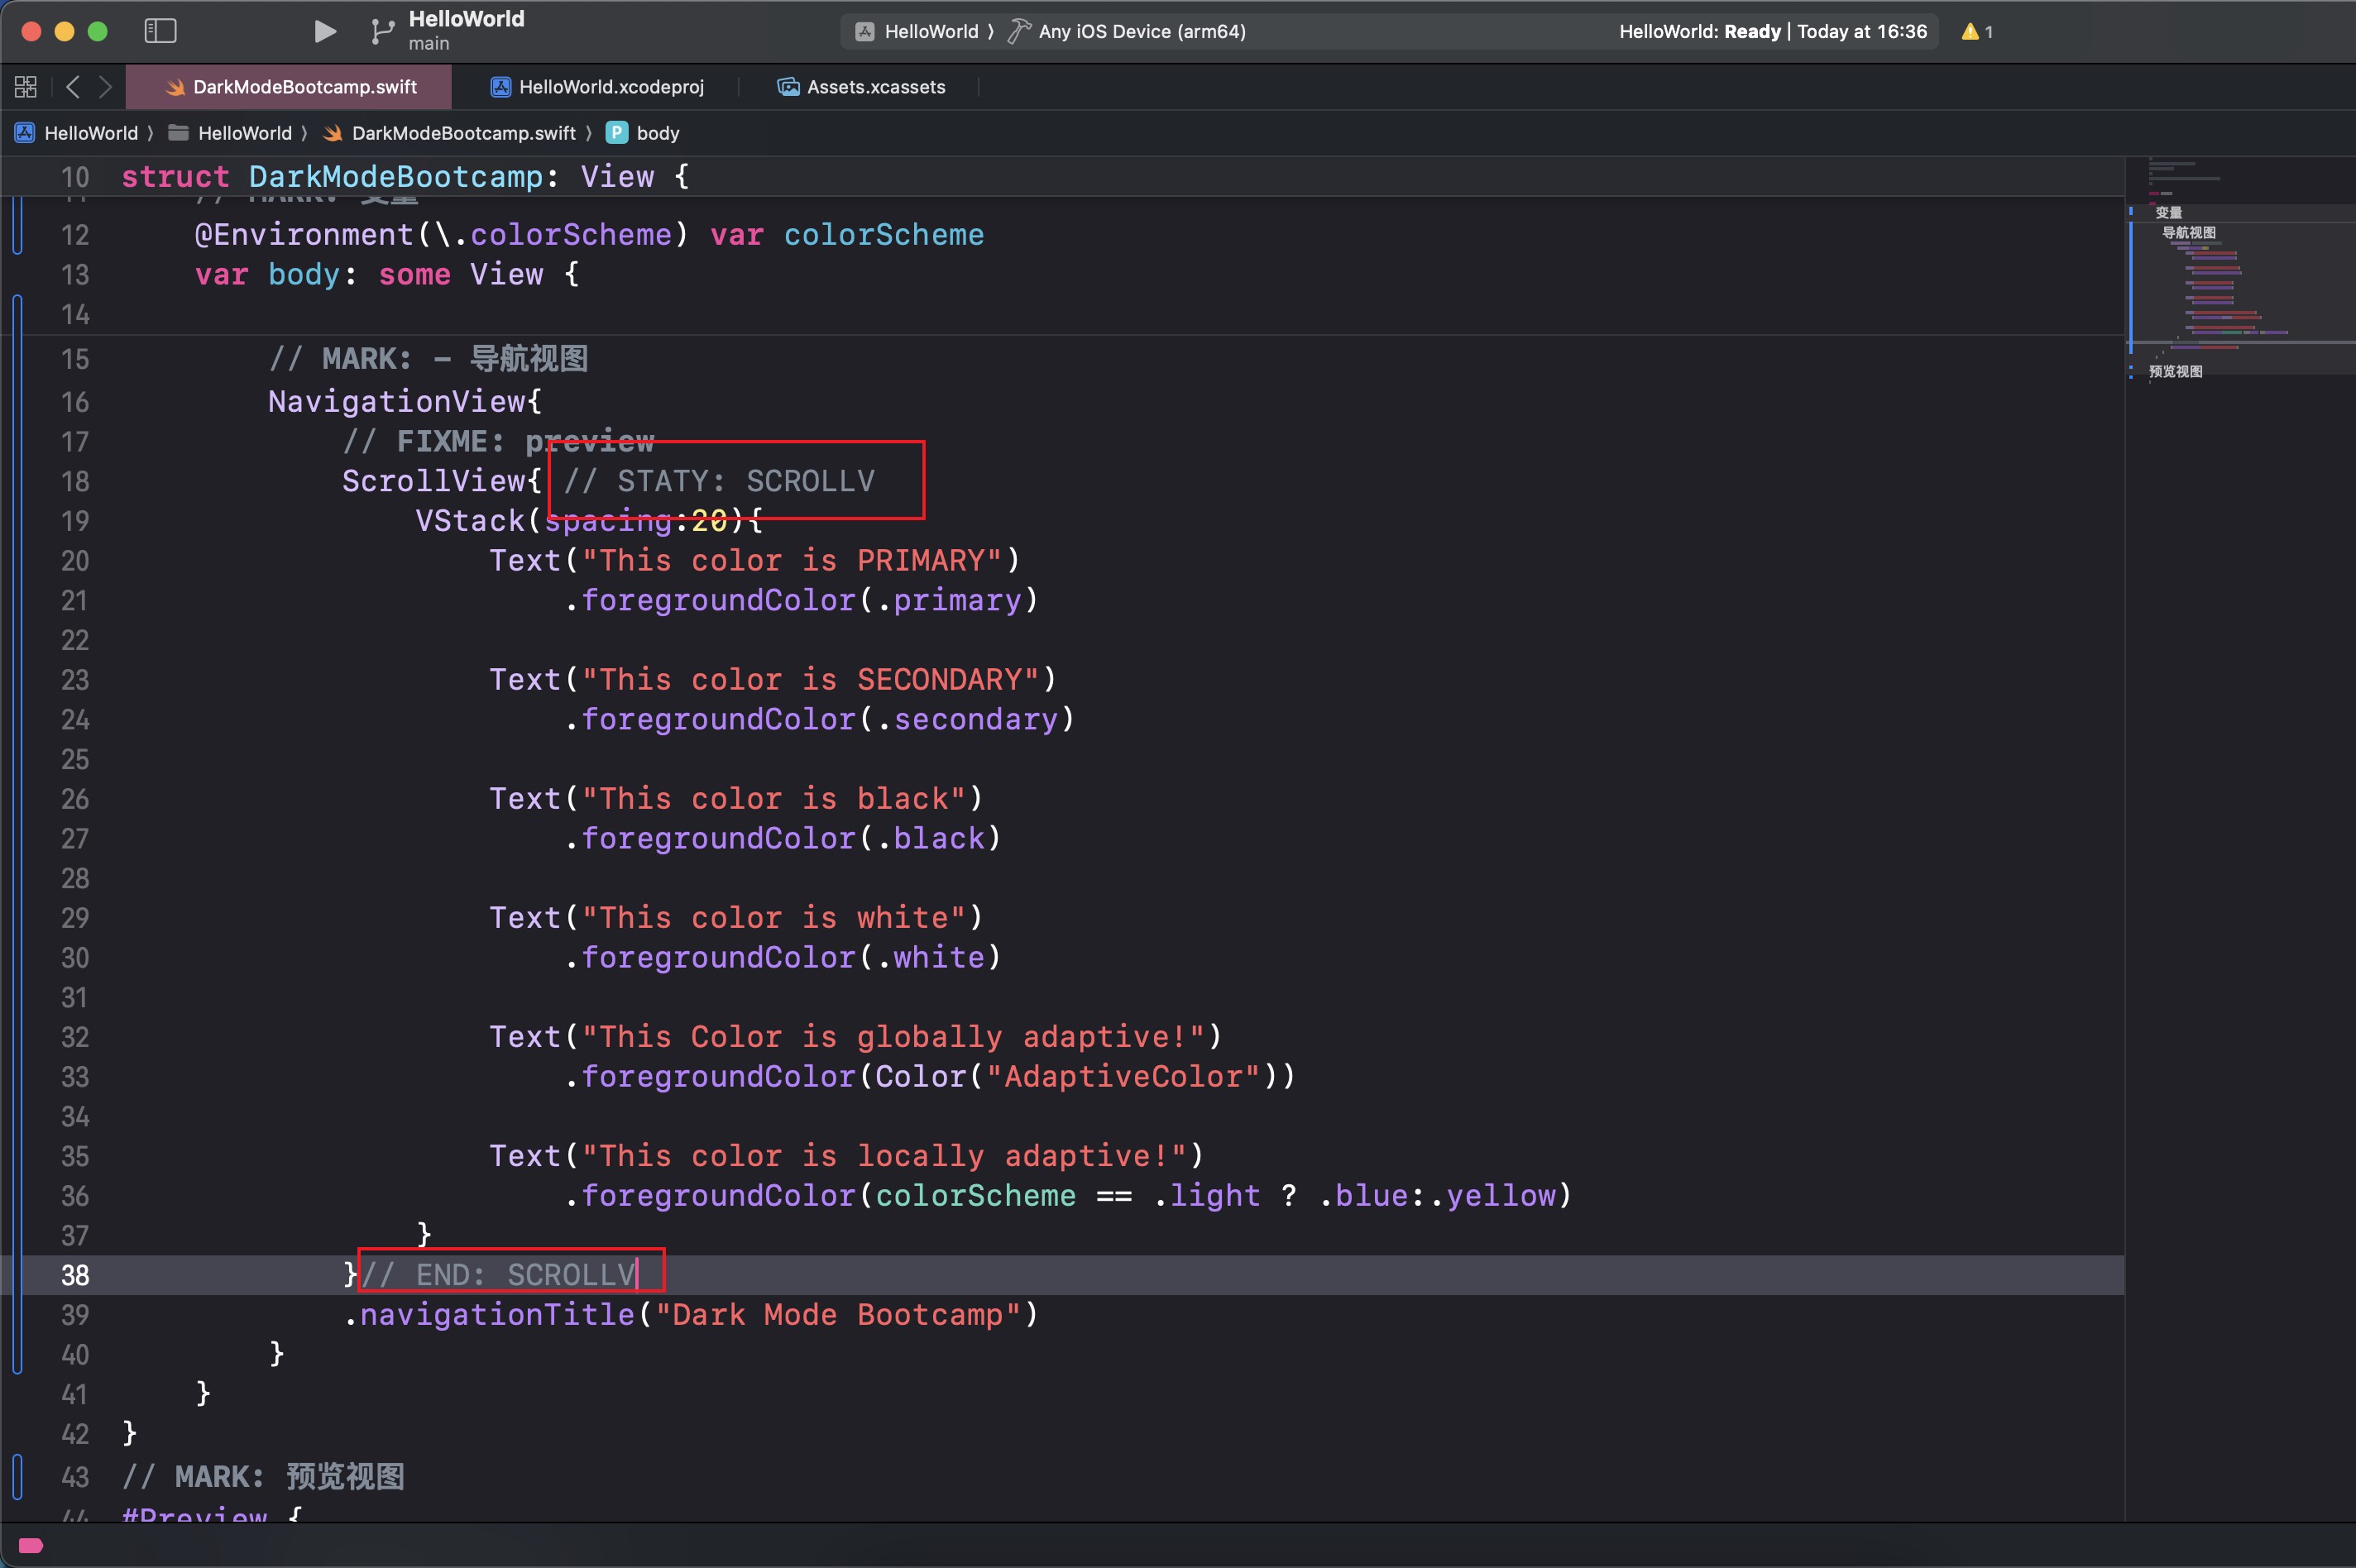 HelloWorld
main
HelloWorld 〉 Any iOS Device (arm64)
HelloWorld: Ready | Today at 16:36
1
DarkModeBootcamp.swift
HelloWorld.xcodeproj
Assets.xcassets
HelloWorld 〉 HelloWorld 〉 DarkModeBootcamp.swift 〉 P body
10 struct DarkModeBootcamp: View {
11 // MARK: 变量
12 @Environment(\.colorScheme) var colorScheme
13 var body: some View {
14
15 // MARK: - 导航视图
16 NavigationView{
17 // FIXME: preview
18 ScrollView{ // STATY: SCROLLV
19 VStack(spacing:20){
20 Text("This color is PRIMARY")
21 .foregroundColor(.primary)
22
23 Text("This color is SECONDARY")
24 .foregroundColor(.secondary)
25
26 Text("This color is black")
27 .foregroundColor(.black)
28
29 Text("This color is white")
30 .foregroundColor(.white)
31
32 Text("This Color is globally adaptive!")
33 .foregroundColor(Color("AdaptiveColor"))
34
35 Text("This color is locally adaptive!")
36 .foregroundColor(colorScheme == .light ? .blue:.yellow)
37 }
38 }// END: SCROLLV
39 .navigationTitle("Dark Mode Bootcamp")
40 }
41 }
42 }
43 // MARK: 预览视图
44 #Preview {
变量
导航视图
预览视图